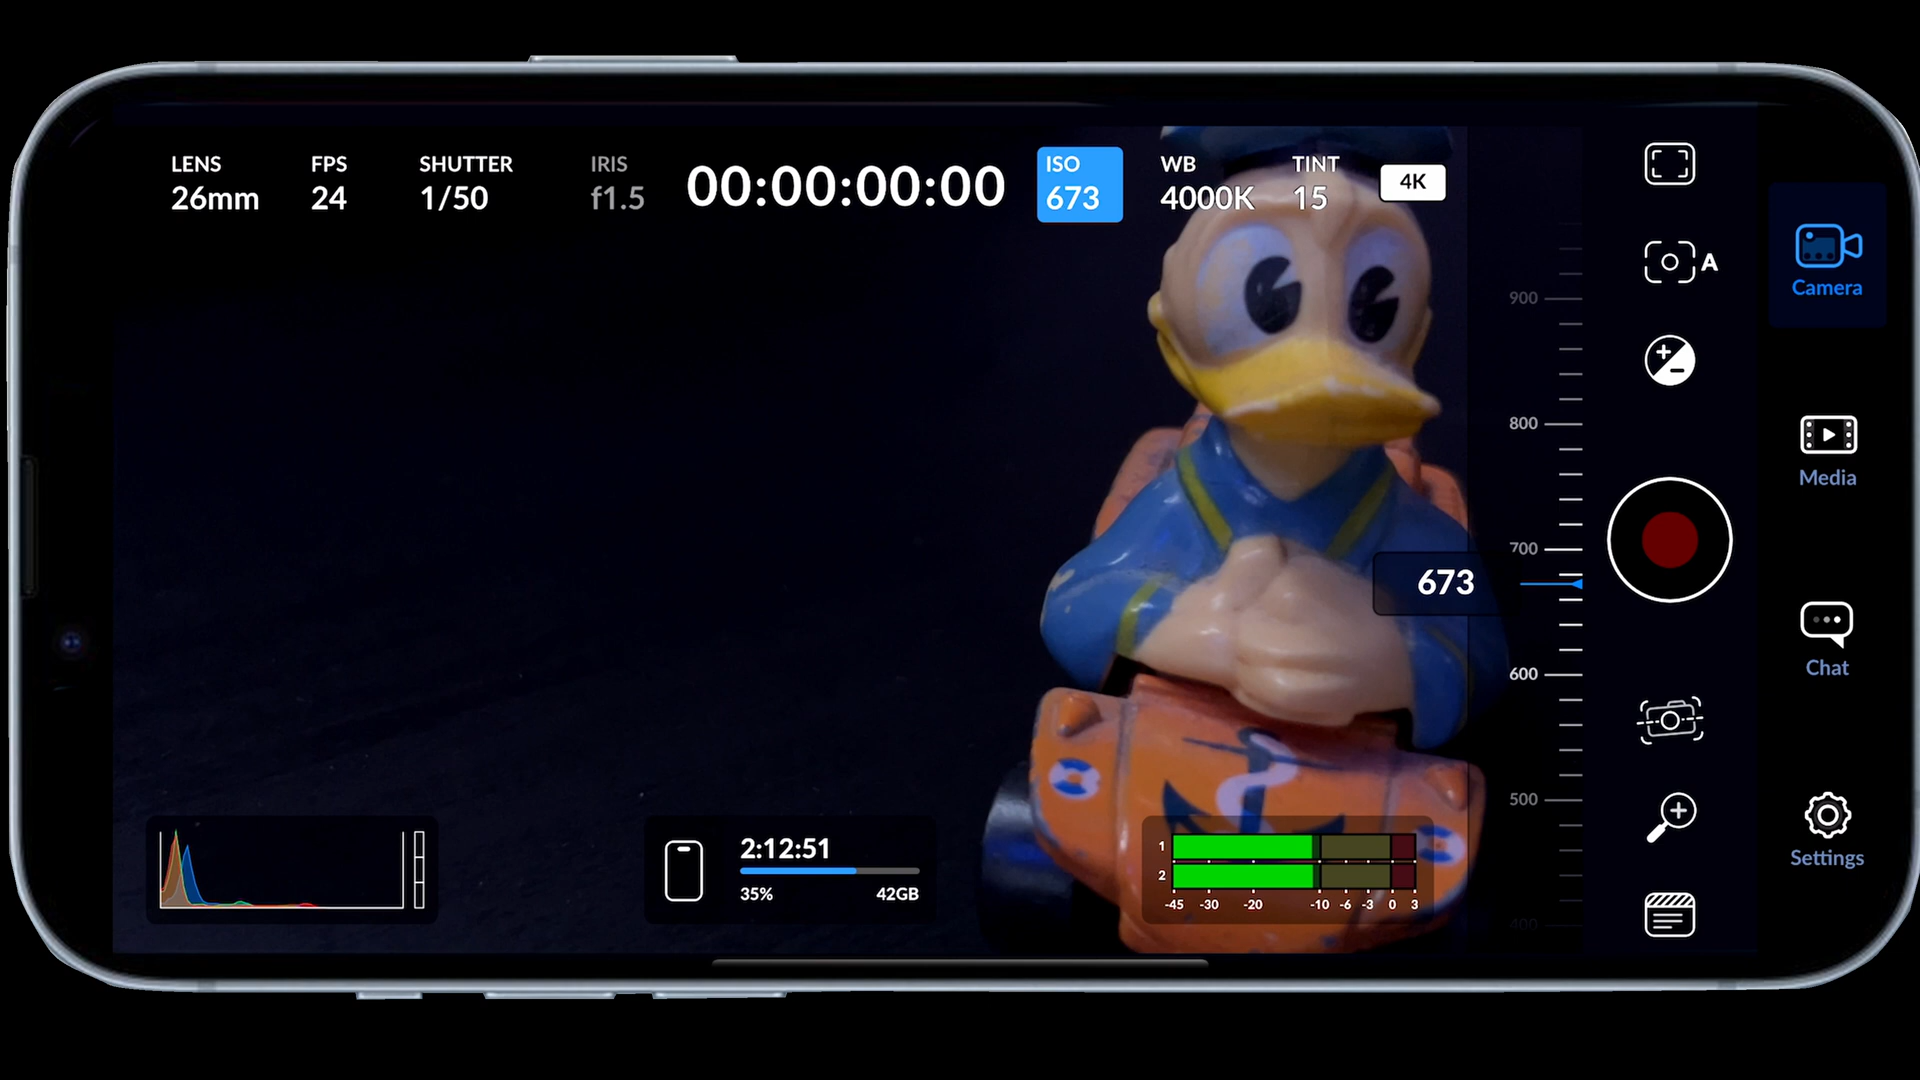 LENS FPS SHUTTER IRIS ISO WB TINT
26mm 24 1/50 f1.5 00:00:00:00 673 4000K 15 4K
A
Camera
900
800
Media
700
673
600
Chat
500
400
Settings
2:12:51
35% 42GB
1
2
-45 -30 -20 -10 -6 -3 0 3